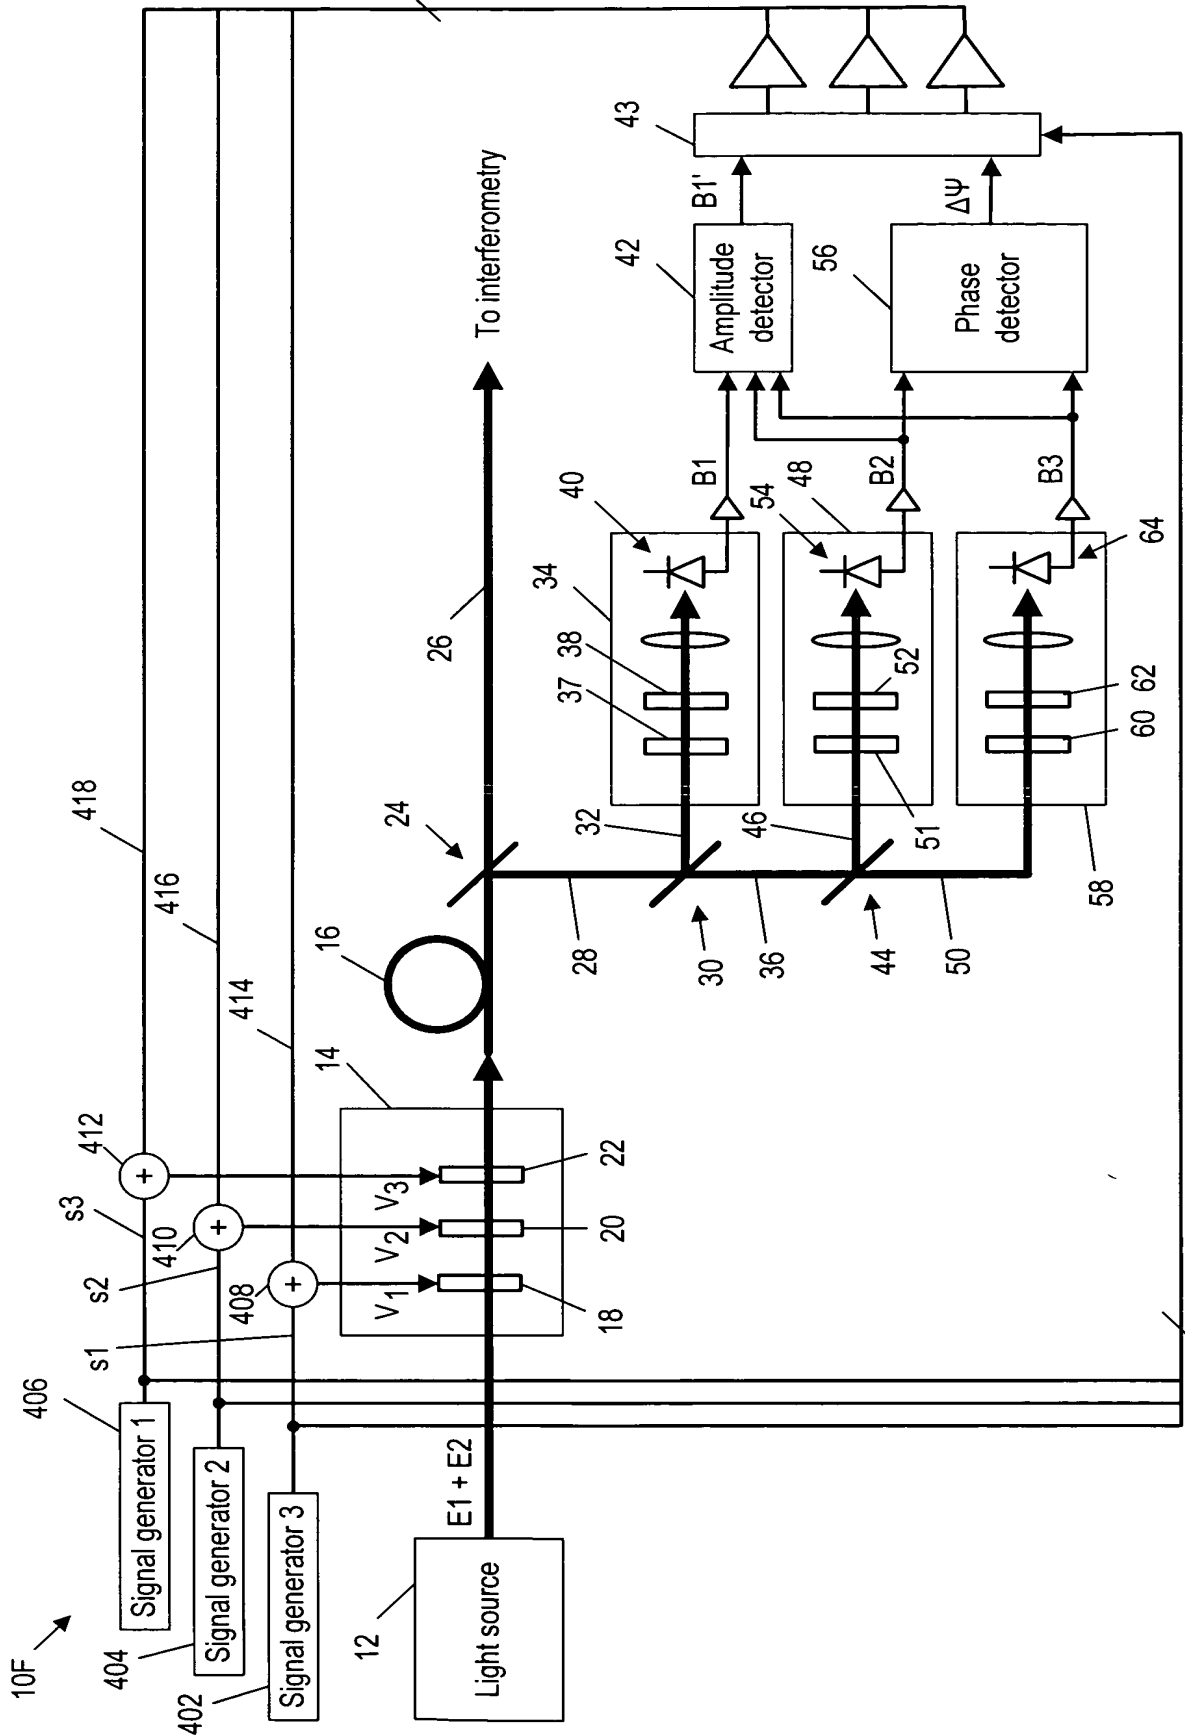 10F
406
Signal generator 1
404
Signal generator 2
402
Signal generator 3
s3
412
418
s2
410
416
s1
408
414
14
V1
V2
V3
18
20
22
12
Light source
E1 + E2
16
24
26
To interferometry
28
30
32
36
44
46
50
34
37
38
40
B1
48
51
52
54
B2
58
60
62
64
B3
42
Amplitude detector
B1'
43
56
Phase detector
ΔΨ